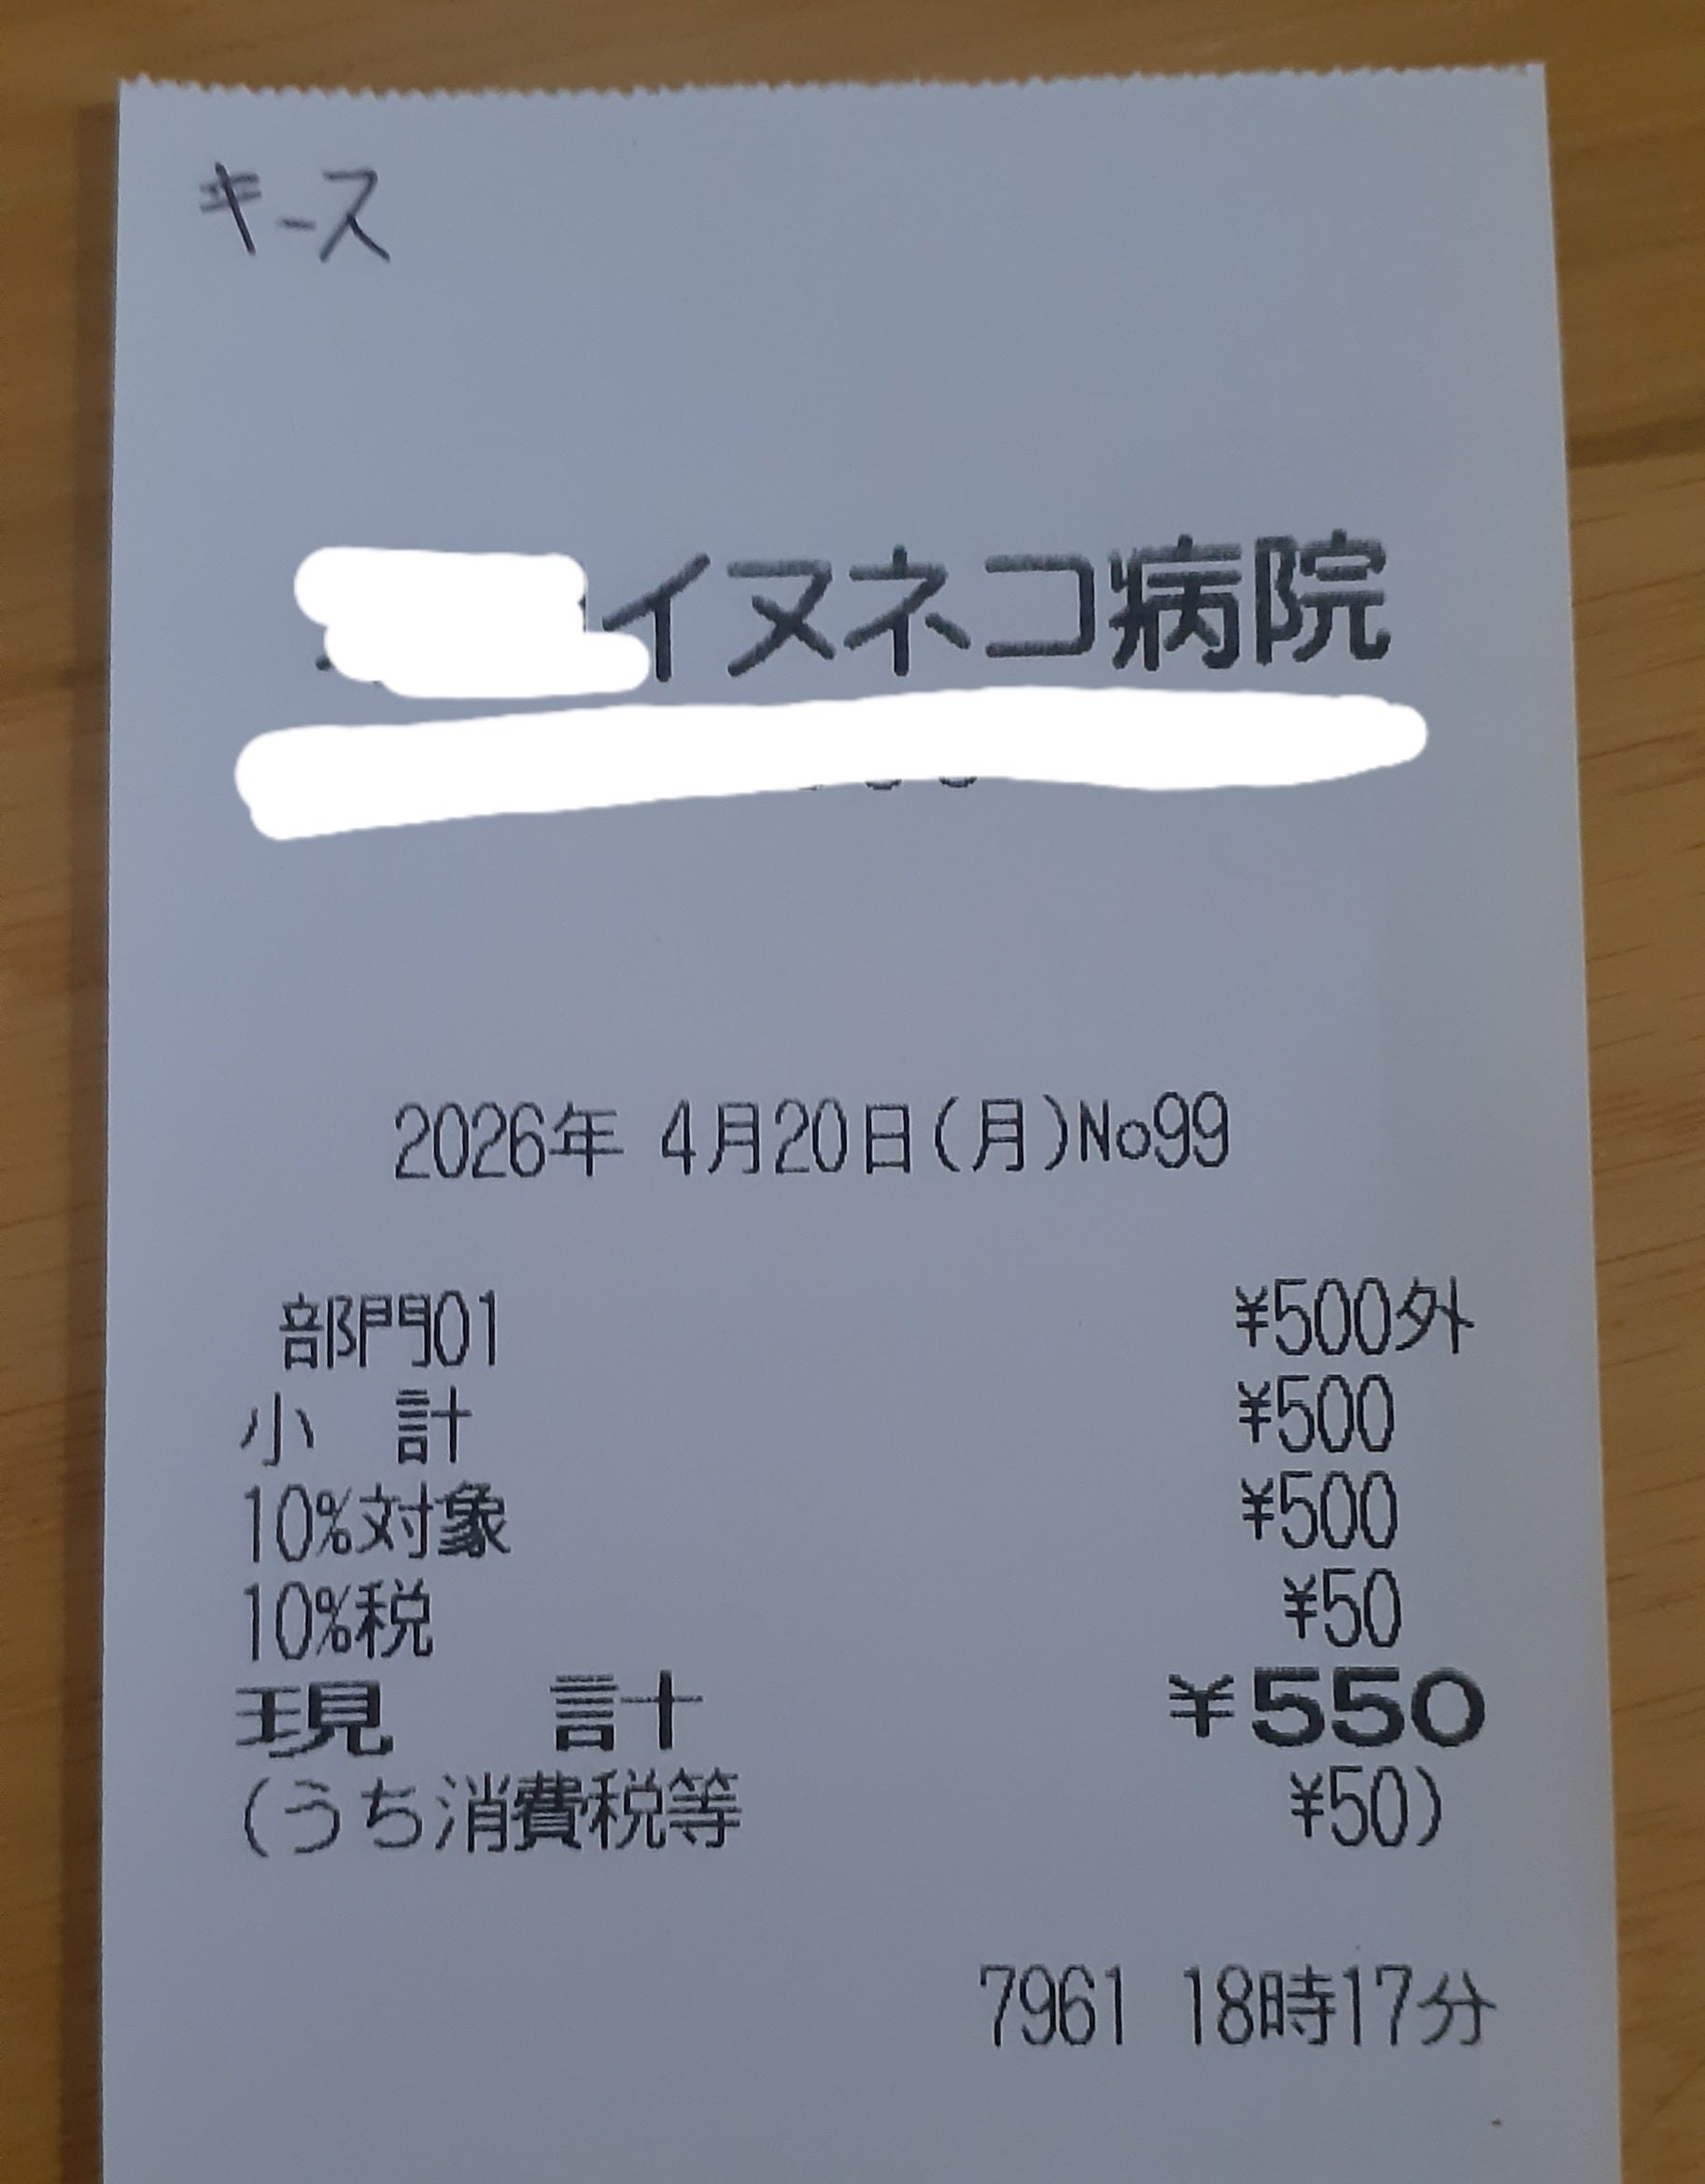 キース
イヌネコ病院
2026年 4月20日(月)No99
部門01 ¥500外
小 計 ¥500
10%対象 ¥500
10%税 ¥50
現 計 ¥550
(うち消費税等 ¥50)
7961 18時17分